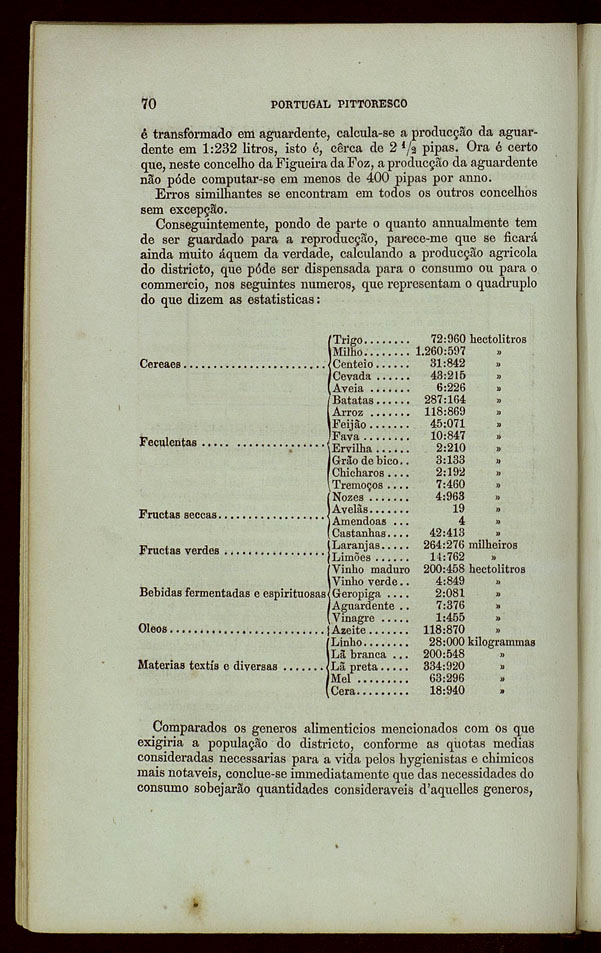 70 PORTUGAL PITTORESCO
é transformado em aguardente, calcula-se a producção da aguar-
dente em 1:232 litros, isto é, cêrca de 2 1/2 pipas. Ora é certo
que, neste concelho da Figueira da Foz, a producção da aguardente
não póde computar-se em menos de 400 pipas por anno.
Erros similhantes se encontram em todos os outros concelhos
sem excepção.
Conseguintemente, pondo de parte o quanto annualmente tem
de ser guardado para a reproducção, parece-me que se ficará
ainda muito áquem da verdade, calculando a producção agricola
do districto, que póde ser dispensada para o consumo ou para o
commercio, nos seguintes numeros, que representam o quadruplo
do que dizem as estatisticas:
Trigo........ 72:960 hectolitros
Milho........ 1.260:597 »
Cereaes........................ Centeio...... 31:842 »
Cevada ...... 43:215 »
Aveia ....... 6:226 »
Batatas...... 287:164 »
Arroz ....... 118:869 »
Feijão....... 45:071 »
Fava ........ 10:847 »
Feculentas ..... ............... Ervilha ...... 2:210 »
Grão de bico.. 3:133 »
Chicharos .... 2:192 »
Tremoços .... 7:460 »
Nozes ....... 4:963 »
Avelãs....... 19 »
Fructas seccas.................. Amendoas ... 4 »
Castanhas.... 42:413 »
Fructas verdes ................. Laranjas..... 264:276 milheiros
Limões ...... 14:762 »
Vinho maduro 200:458 hectolitros
Vinho verde.. 4:849 »
Bebidas fermentadas e espirituosas Geropiga .... 2:081 »
Aguardente .. 7:376 »
Vinagre ..... 1:455 »
Oleos.......................... Azeite....... 118:870 »
Linho........ 28:000 kilogrammas
Lã branca ... 200:548 »
Materias textís e diversas ....... Lã preta..... 334:920 »
Mel ......... 63:296 »
Cera......... 18:940 »
Comparados os generos alimenticios mencionados com os que
exigiria a população do districto, conforme as quotas medias
consideradas necessarias para a vida pelos hygienistas e chimicos
mais notaveis, conclue-se immediatamente que das necessidades do
consumo sobejarão quantidades consideraveis d'aquelles generos,